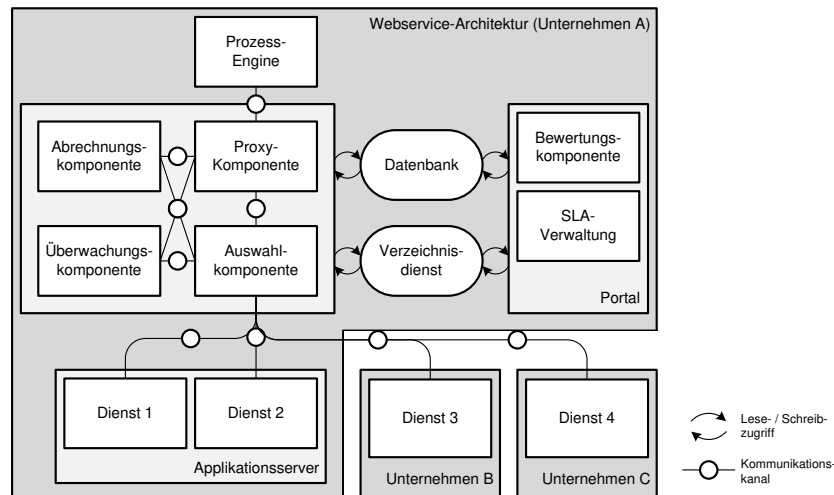 Webservice-Architektur (Unternehmen A)
Prozess-
Engine
Abrechnungs-
komponente
Proxy-
Komponente
Datenbank
Bewertungs-
komponente
Überwachungs-
komponente
Auswahl-
komponente
Verzeichnis-
dienst
SLA-
Verwaltung
Portal
Dienst 1
Dienst 2
Dienst 3
Dienst 4
Applikationsserver
Unternehmen B
Unternehmen C
Lese- / Schreib-
zugriff
Kommunikations-
kanal